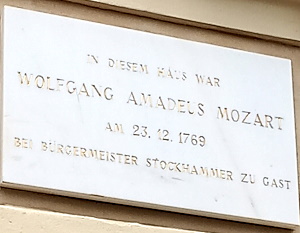 IN DIESEM HAUS WAR
WOLFGANG AMADEUS MOZART
AM 23. 12. 1769
BEI BÜRGERMEISTER STOCKHAMMER ZU GAST